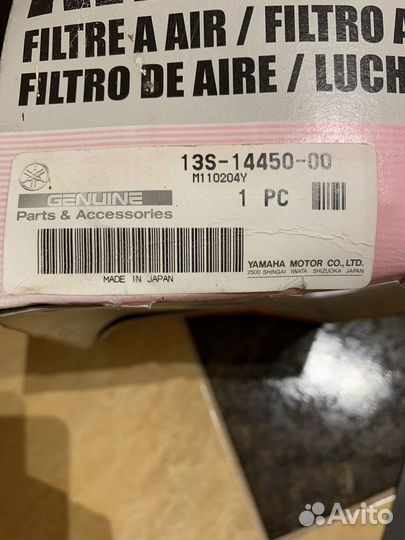 FILTRE A AIR / FILTRO A
FILTRO DE AIRE / LUCH
13S-14450-00
M110204Y
GENUINE
1 PC
Parts & Accessories
MADE IN JAPAN
YAMAHA MOTOR CO., LTD.
2500 SHINGAI IWATA SHIZUOKA JAPAN
Avito